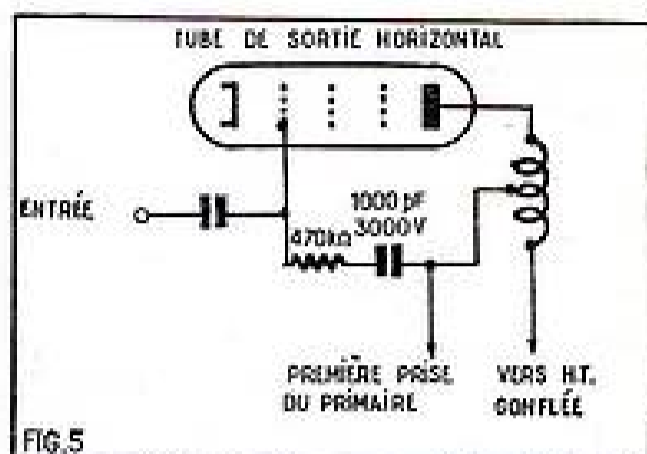 TUBE DE SORTIE HORIZONTAL
ENTRÉE
1000 pF
3000V
470kΩ
PREMIÈRE PRISE
DU PRIMAIRE
VERS H.T.
GONFLÉE
FIG.5